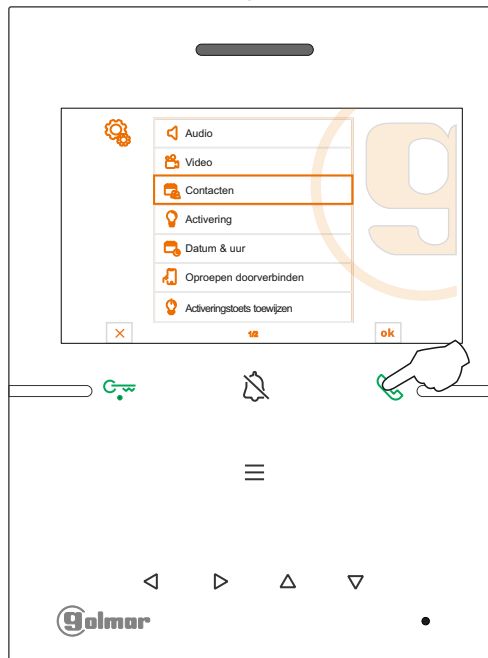 Audio
Video
Contacten
Activering
Datum & uur
Oproepen doorverbinden
Activeringstoets toewijzen
1/2
ok
golmar